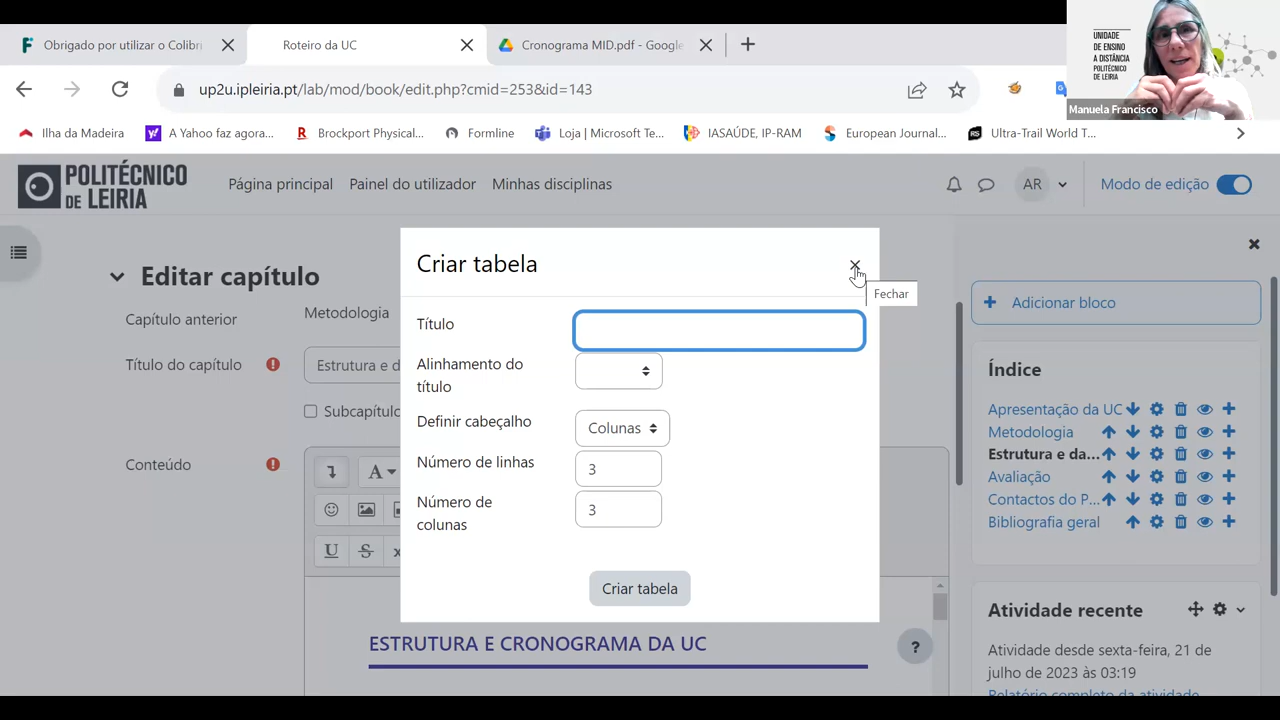 Obrigado por utilizar o Colibri
Roteiro da UC
Cronograma MID.pdf - Google
up2u.ipleiria.pt/lab/mod/book/edit.php?cmid=253&id=143
Ilha da Madeira
A Yahoo faz agora...
Brockport Physical...
Formline
Loja | Microsoft Te...
IASAÚDE, IP-RAM
European Journal...
Ultra-Trail World T...
UNIDADE
DE ENSINO
A DISTÂNCIA
POLITÉCNICO
DE LEIRIA
Manuela Francisco
POLITÉCNICO
DE LEIRIA
Página principal
Painel do utilizador
Minhas disciplinas
AR
Modo de edição
Editar capítulo
Capítulo anterior
Metodologia
Título do capítulo
Estrutura e d
Subcapítulo
Conteúdo
A
U
S
x
ESTRUTURA E CRONOGRAMA DA UC
Criar tabela
Fechar
Título
Alinhamento do
título
Definir cabeçalho
Colunas
Número de linhas
3
Número de
colunas
3
Criar tabela
?
Adicionar bloco
Índice
Apresentação da UC
Metodologia
Estrutura e da...
Avaliação
Contactos do P...
Bibliografia geral
Atividade recente
Atividade desde sexta-feira, 21 de
julho de 2023 às 03:19
Relatório completo da atividade